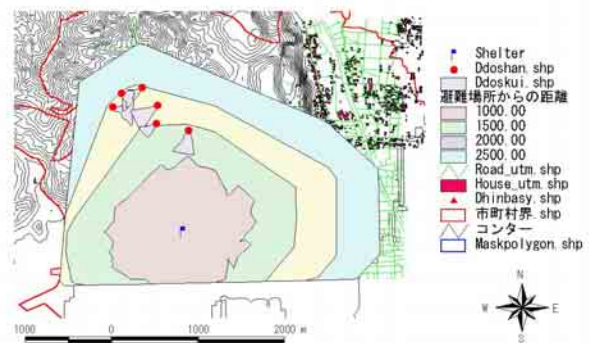 Shelter
Ddoshan.shp
Ddoskui.shp
避難場所からの距離
1000.00
1500.00
2000.00
2500.00
Road_utm.shp
House_utm.shp
Dhinbasy.shp
市町村界.shp
コンター
Maskpolygon.shp
N
W E
S
1000 0 1000 2000 m